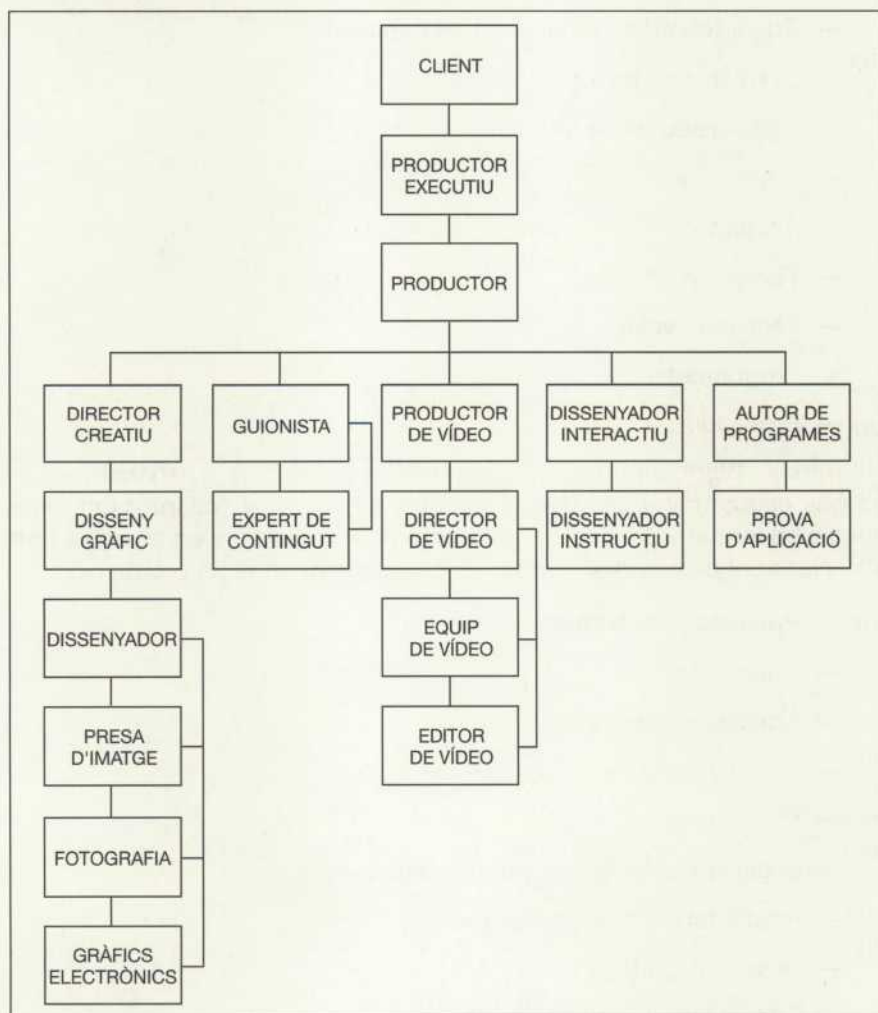 CLIENT
PRODUCTOR
EXECUTIU
PRODUCTOR
DIRECTOR
CREATIU
GUIONISTA
PRODUCTOR
DE VÍDEO
DISSENYADOR
INTERACTIU
AUTOR DE
PROGRAMES
DISSENY
GRÀFIC
EXPERT DE
CONTINGUT
DIRECTOR
DE VÍDEO
DISSENYADOR
INSTRUCTIU
PROVA
D'APLICACIÓ
DISSENYADOR
EQUIP
DE VÍDEO
PRESA
D'IMATGE
EDITOR
DE VÍDEO
FOTOGRAFIA
GRÀFICS
ELECTRÒNICS